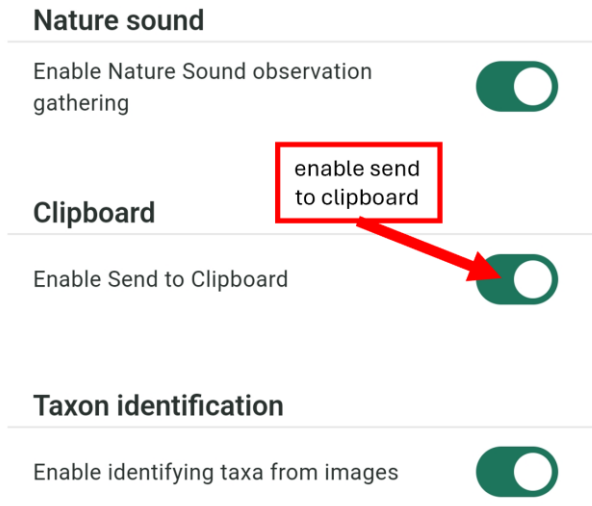 Nature sound
Enable Nature Sound observation
gathering
enable send
to clipboard
Clipboard
Enable Send to Clipboard
Taxon identification
Enable identifying taxa from images